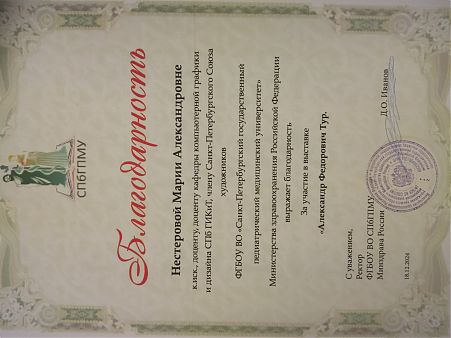 СПбГПМУ
Благодарность
Нестеровой Марии Александровне
к.иск., доценту, доценту кафедры компьютерной графики
и дизайна СПб ГИКиТ, члену Санкт-Петербургского Союза
художников
ФГБОУ ВО «Санкт-Петербургский государственный
педиатрический медицинский университет»
Министерства здравоохранения Российской Федерации
выражает благодарность
За участие в выставке
«Александр Федорович Тур.
С уважением,
Ректор
ФГБОУ ВО СПбГПМУ
Минздрава России
Д.О. Иванов
18.12.2024